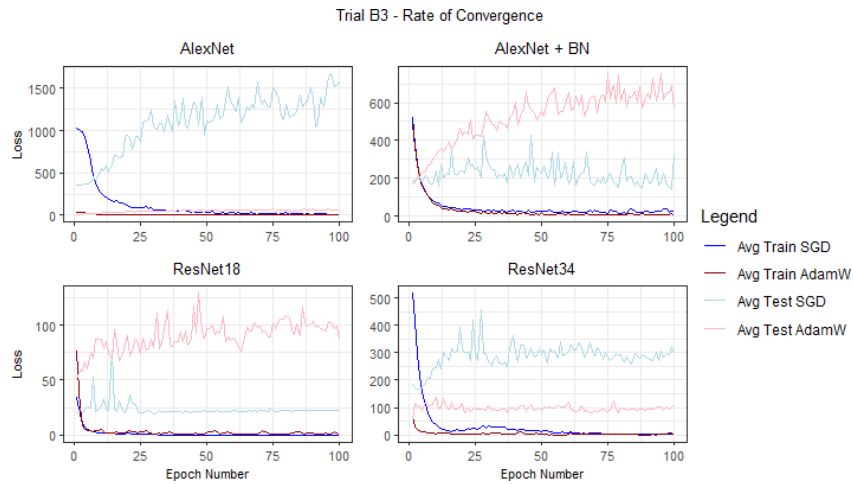 Trial B3 - Rate of Convergence
AlexNet
AlexNet + BN
Loss
1500
1000
500
0
0 25 50 75 100
600
400
200
0
0 25 50 75 100
ResNet18
ResNet34
Loss
100
50
0
0 25 50 75 100
Epoch Number
500
400
300
200
100
0
0 25 50 75 100
Epoch Number
Legend
Avg Train SGD
Avg Train AdamW
Avg Test SGD
Avg Test AdamW